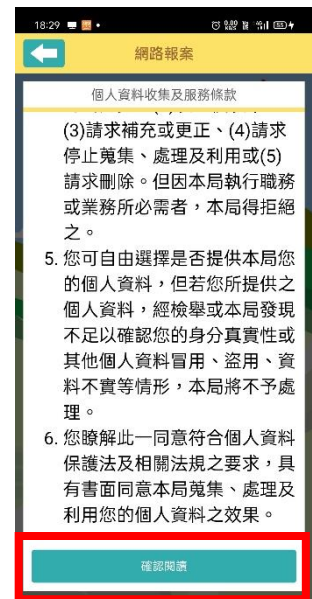 18:29
網路報案
個人資料收集及服務條款
(3)請求補充或更正、(4)請求
停止蒐集、處理及利用或(5)
請求刪除。但因本局執行職務
或業務所必需者，本局得拒絕
之。
5. 您可自由選擇是否提供本局您
的個人資料，但若您所提供之
個人資料，經檢舉或本局發現
不足以確認您的身分真實性或
其他個人資料冒用、盜用、資
料不實等情形，本局將不予處
理。
6. 您瞭解此一同意符合個人資料
保護法及相關法規之要求，具
有書面同意本局蒐集、處理及
利用您的個人資料之效果。
確認閱讀